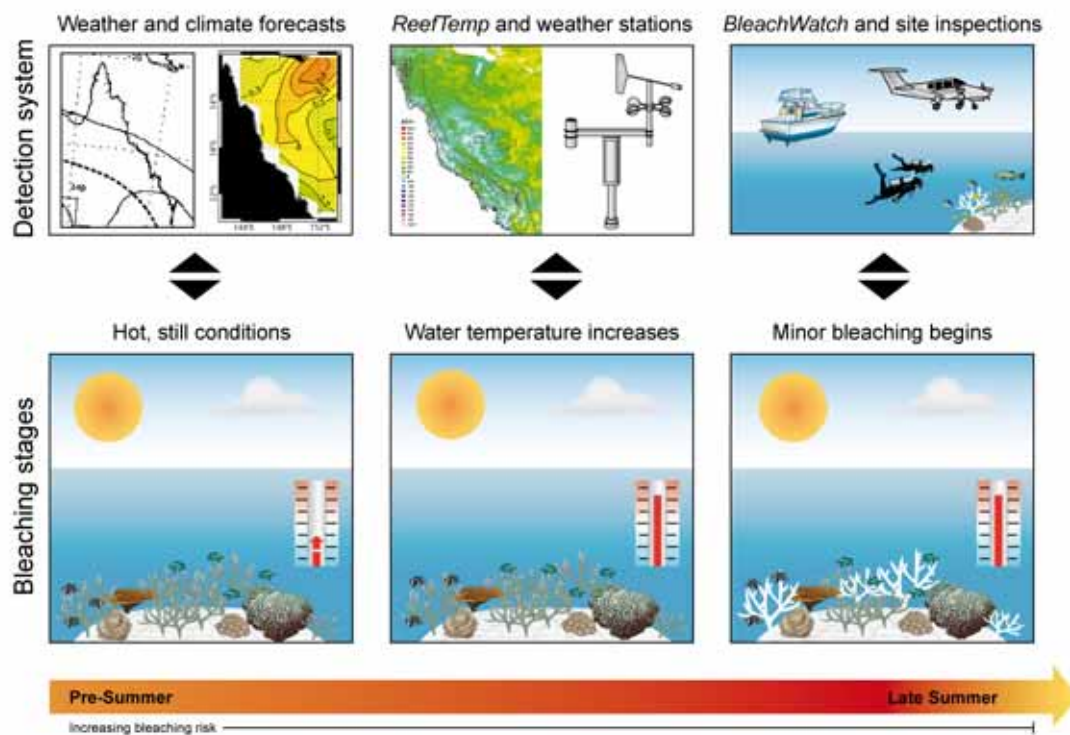 Weather and climate forecasts
ReefTemp and weather stations
BleachWatch and site inspections
Detection system
Hot, still conditions
Water temperature increases
Minor bleaching begins
Bleaching stages
Pre-Summer
Late Summer
Increasing bleaching risk